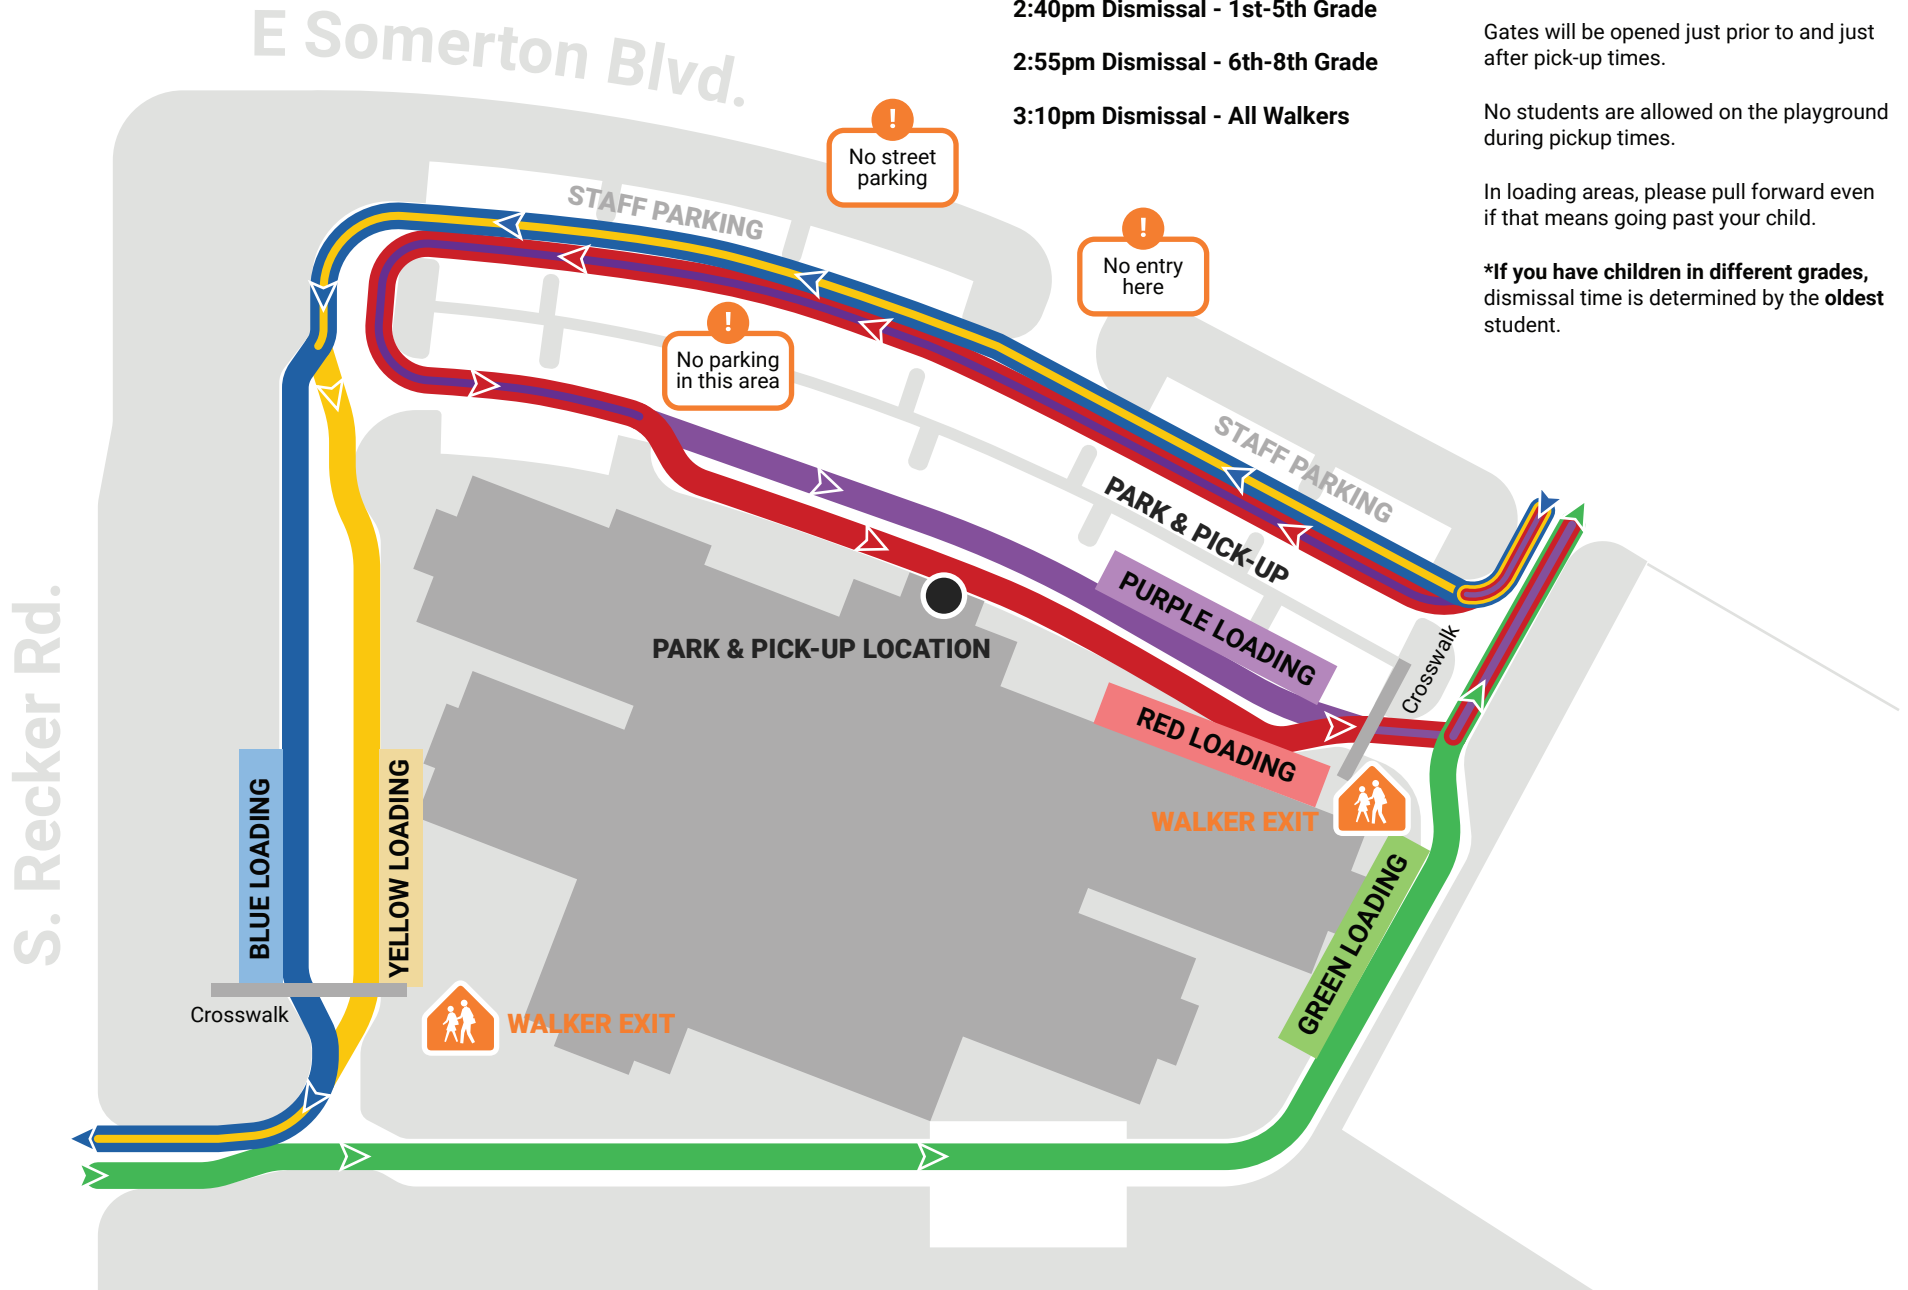 E Somerton Blvd.
2:40pm Dismissal - 1st-5th Grade
2:55pm Dismissal - 6th-8th Grade
3:10pm Dismissal - All Walkers
Gates will be opened just prior to and just
after pick-up times.
No students are allowed on the playground
during pickup times.
In loading areas, please pull forward even
if that means going past your child.
*If you have children in different grades,
dismissal time is determined by the oldest
student.
!
No street
parking
STAFF PARKING
!
No entry
here
!
No parking
in this area
STAFF PARKING
PARK & PICK-UP
PURPLE LOADING
Crosswalk
PARK & PICK-UP LOCATION
RED LOADING
WALKER EXIT
S. Recker Rd.
BLUE LOADING
YELLOW LOADING
GREEN LOADING
Crosswalk
WALKER EXIT